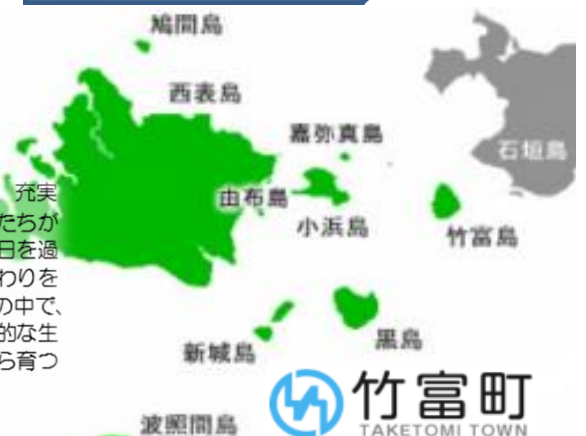 鳩間島
西表島
嘉弥真島
石垣島
由布島
小浜島
竹富島
新城島
黒島
波照間島
充実
たちが
日を過
わりを
の中で、
的な生
ら育つ
竹富町
TAKETOMI TOWN